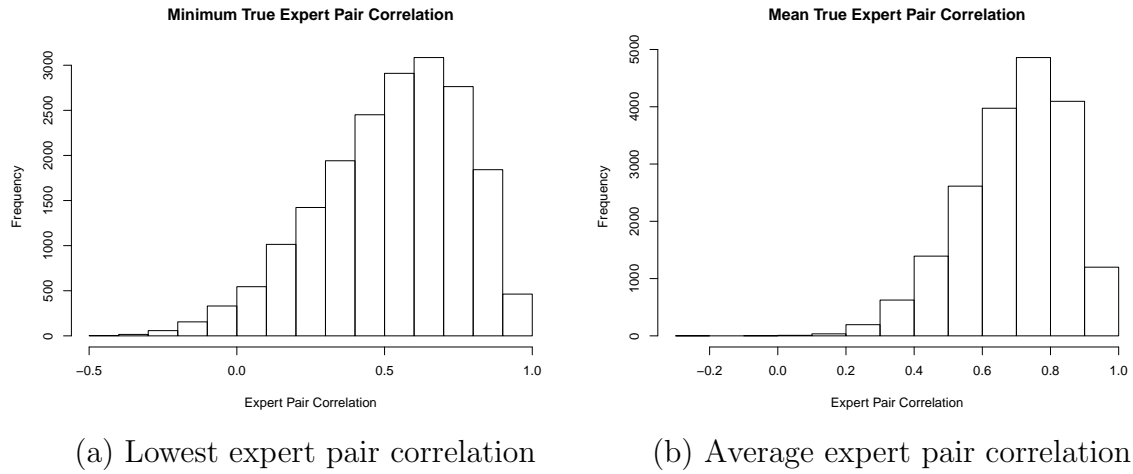 Minimum True Expert Pair Correlation
Frequency
3000
2500
2000
1500
1000
500
0
−0.5 0.0 0.5 1.0
Expert Pair Correlation
(a) Lowest expert pair correlation
Mean True Expert Pair Correlation
Frequency
5000
4000
3000
2000
1000
0
−0.2 0.0 0.2 0.4 0.6 0.8 1.0
Expert Pair Correlation
(b) Average expert pair correlation